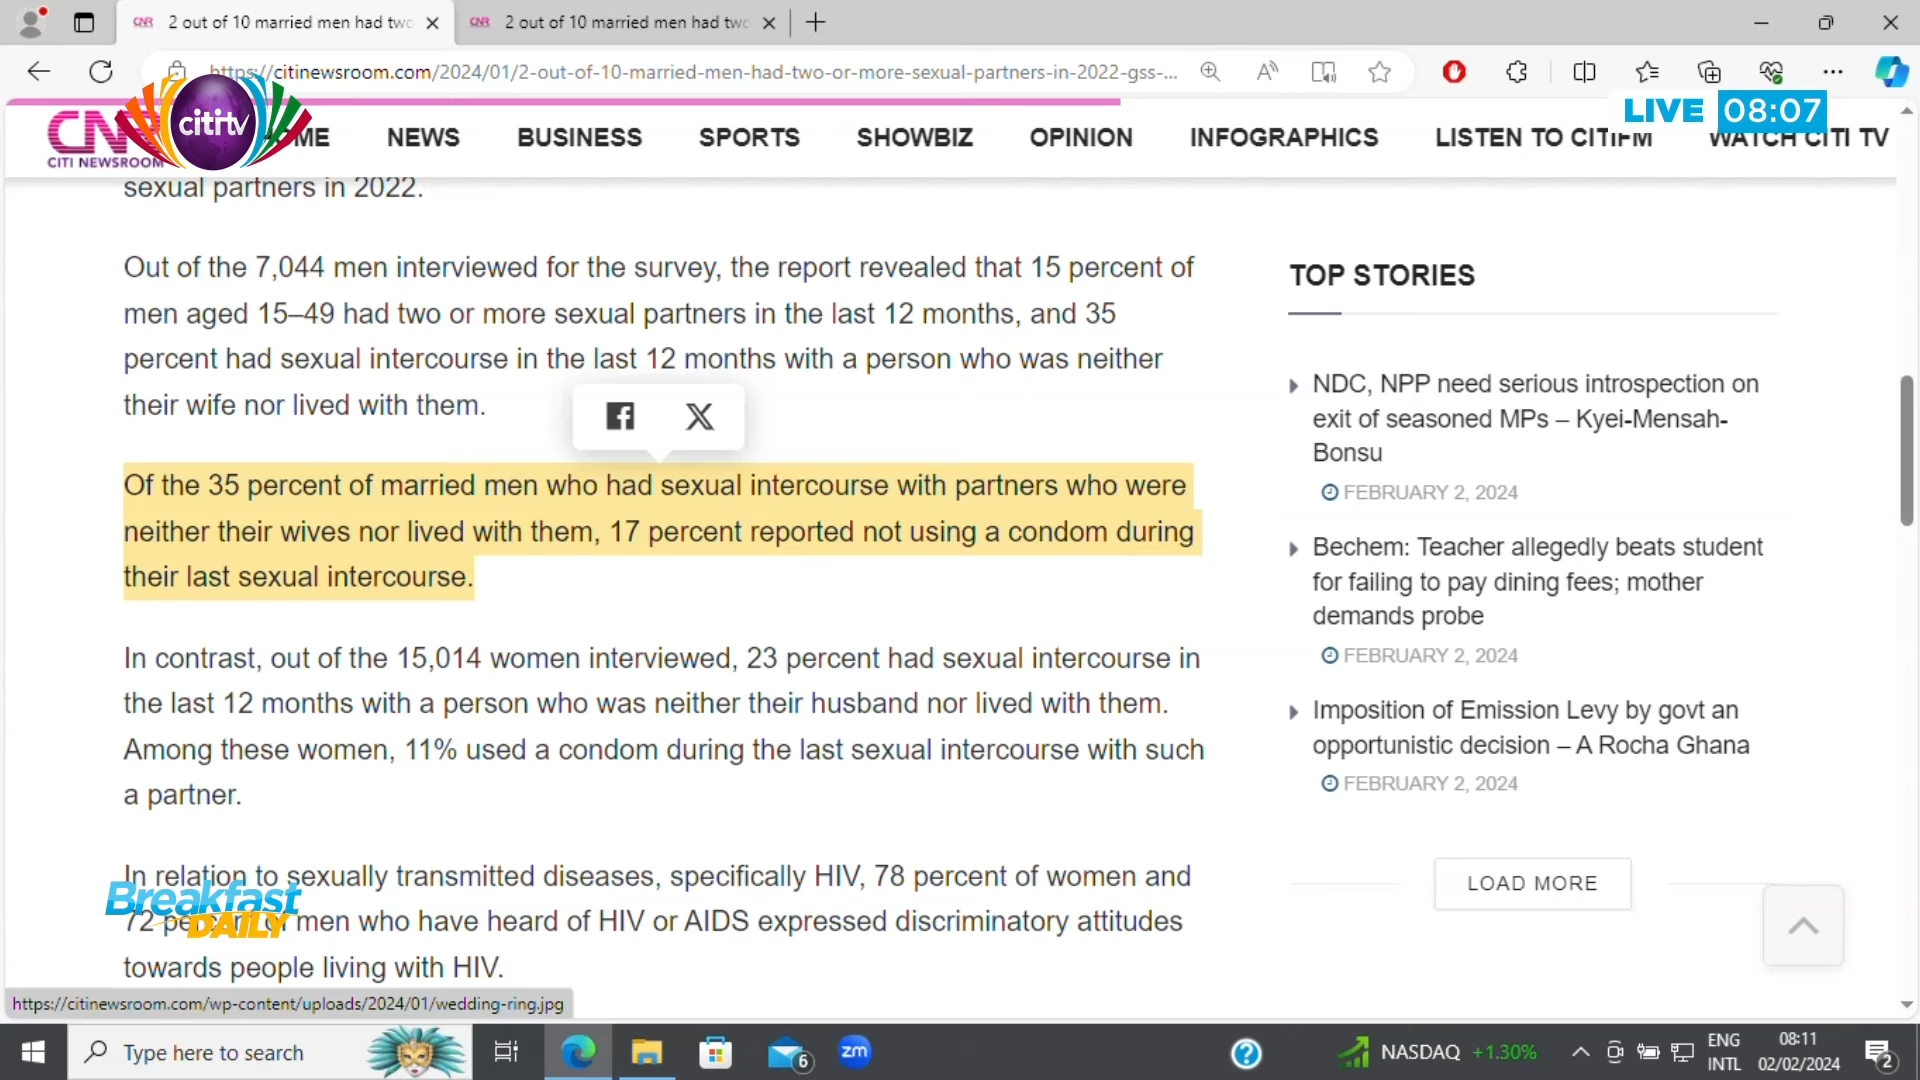 2 out of 10 married men had two
2 out of 10 married men had two
https://citinewsroom.com/2024/01/2-out-of-10-married-men-had-two-or-more-sexual-partners-in-2022-gss-...
LIVE 08:07
CNR
CITI NEWSROOM
cititv
HOME NEWS BUSINESS SPORTS SHOWBIZ OPINION INFOGRAPHICS LISTEN TO CITIFM WATCH CITI TV
sexual partners in 2022.
Out of the 7,044 men interviewed for the survey, the report revealed that 15 percent of
men aged 15–49 had two or more sexual partners in the last 12 months, and 35
percent had sexual intercourse in the last 12 months with a person who was neither
their wife nor lived with them.
Of the 35 percent of married men who had sexual intercourse with partners who were
neither their wives nor lived with them, 17 percent reported not using a condom during
their last sexual intercourse.
In contrast, out of the 15,014 women interviewed, 23 percent had sexual intercourse in
the last 12 months with a person who was neither their husband nor lived with them.
Among these women, 11% used a condom during the last sexual intercourse with such
a partner.
In relation to sexually transmitted diseases, specifically HIV, 78 percent of women and
72 percent of men who have heard of HIV or AIDS expressed discriminatory attitudes
towards people living with HIV.
Breakfast
DAILY
TOP STORIES
NDC, NPP need serious introspection on
exit of seasoned MPs – Kyei-Mensah-
Bonsu
FEBRUARY 2, 2024
Bechem: Teacher allegedly beats student
for failing to pay dining fees; mother
demands probe
FEBRUARY 2, 2024
Imposition of Emission Levy by govt an
opportunistic decision – A Rocha Ghana
FEBRUARY 2, 2024
LOAD MORE
https://citinewsroom.com/wp-content/uploads/2024/01/wedding-ring.jpg
Type here to search
6
zm
NASDAQ +1.30%
ENG
INTL
08:11
02/02/2024
2